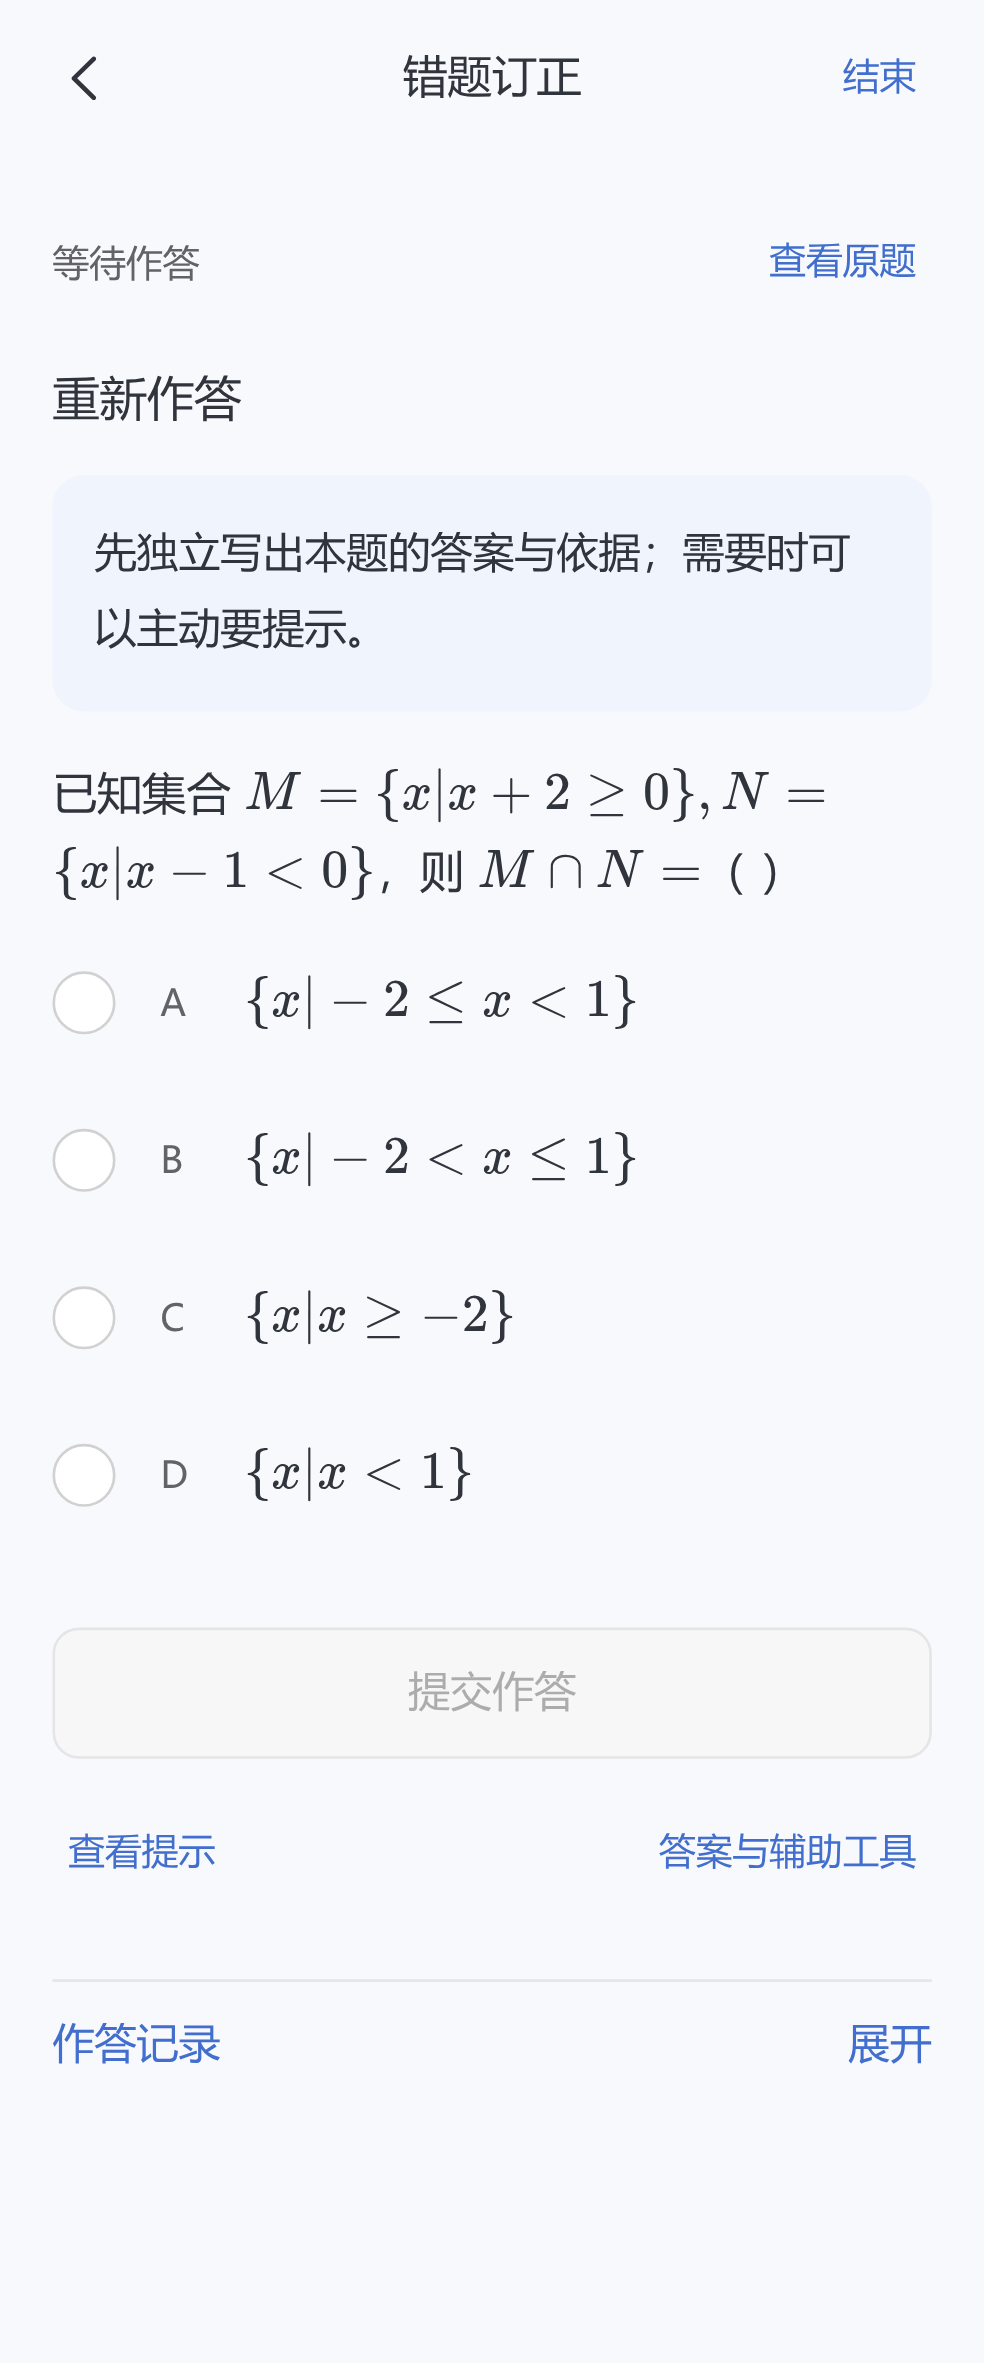 错题订正 结束
等待作答 查看原题
重新作答
先独立写出本题的答案与依据；需要时可
以主动要提示。
已知集合 M = {x|x + 2 ≥ 0}, N =
{x|x − 1 < 0}，则 M ∩ N = ( )
A {x| − 2 ≤ x < 1}
B {x| − 2 < x ≤ 1}
C {x|x ≥ −2}
D {x|x < 1}
提交作答
查看提示 答案与辅助工具
作答记录 展开